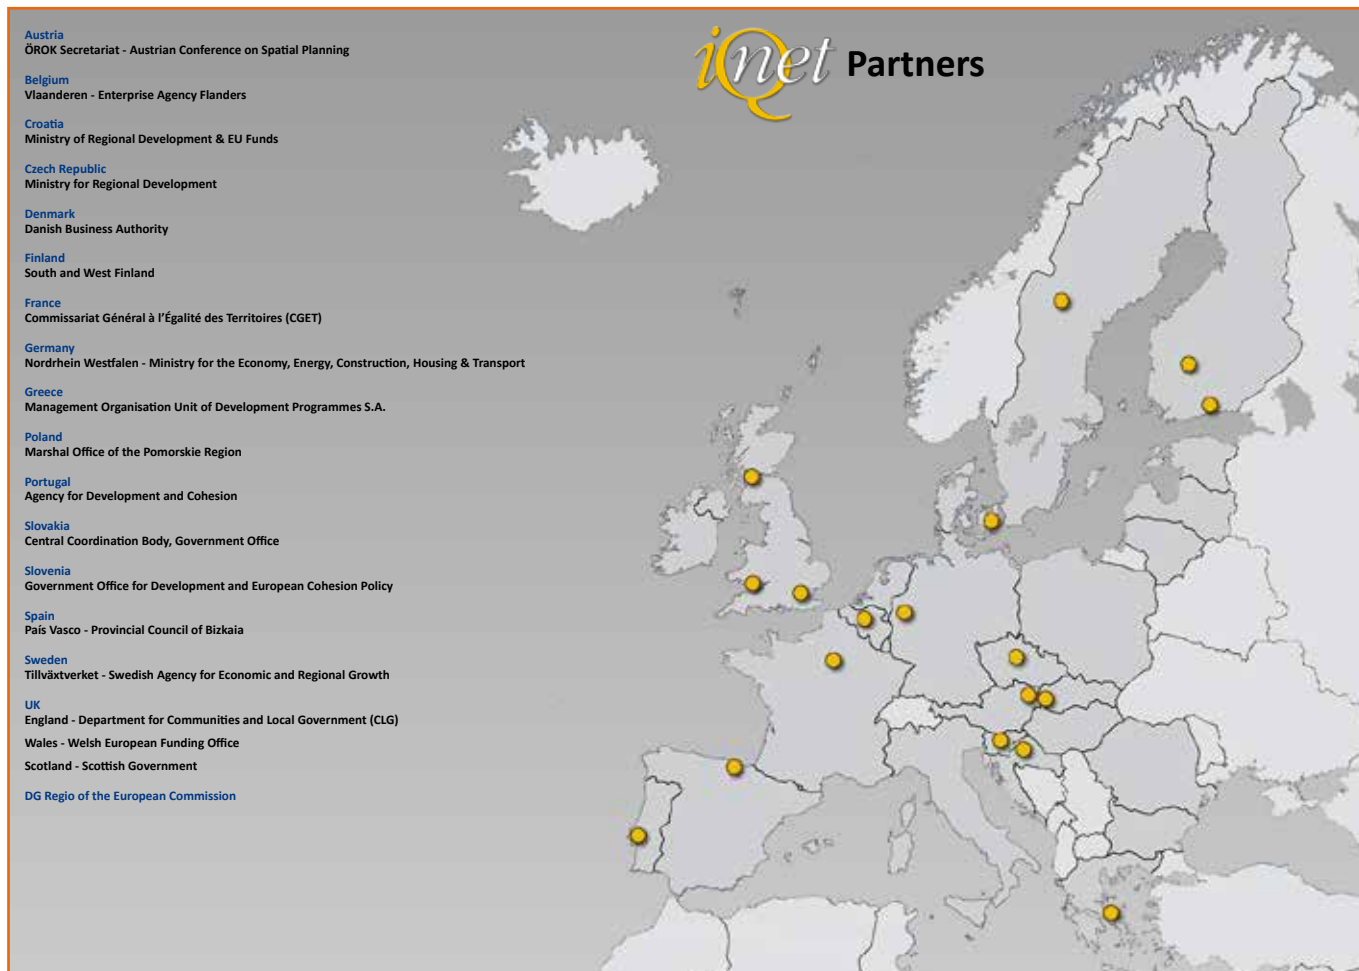 iQnet Partners
Austria
ÖROK Secretariat - Austrian Conference on Spatial Planning
Belgium
Vlaanderen - Enterprise Agency Flanders
Croatia
Ministry of Regional Development & EU Funds
Czech Republic
Ministry for Regional Development
Denmark
Danish Business Authority
Finland
South and West Finland
France
Commissariat Général à l’Égalité des Territoires (CGET)
Germany
Nordrhein Westfalen - Ministry for the Economy, Energy, Construction, Housing & Transport
Greece
Management Organisation Unit of Development Programmes S.A.
Poland
Marshal Office of the Pomorskie Region
Portugal
Agency for Development and Cohesion
Slovakia
Central Coordination Body, Government Office
Slovenia
Government Office for Development and European Cohesion Policy
Spain
País Vasco - Provincial Council of Bizkaia
Sweden
Tillväxtverket - Swedish Agency for Economic and Regional Growth
UK
England - Department for Communities and Local Government (CLG)
Wales - Welsh European Funding Office
Scotland - Scottish Government
DG Regio of the European Commission